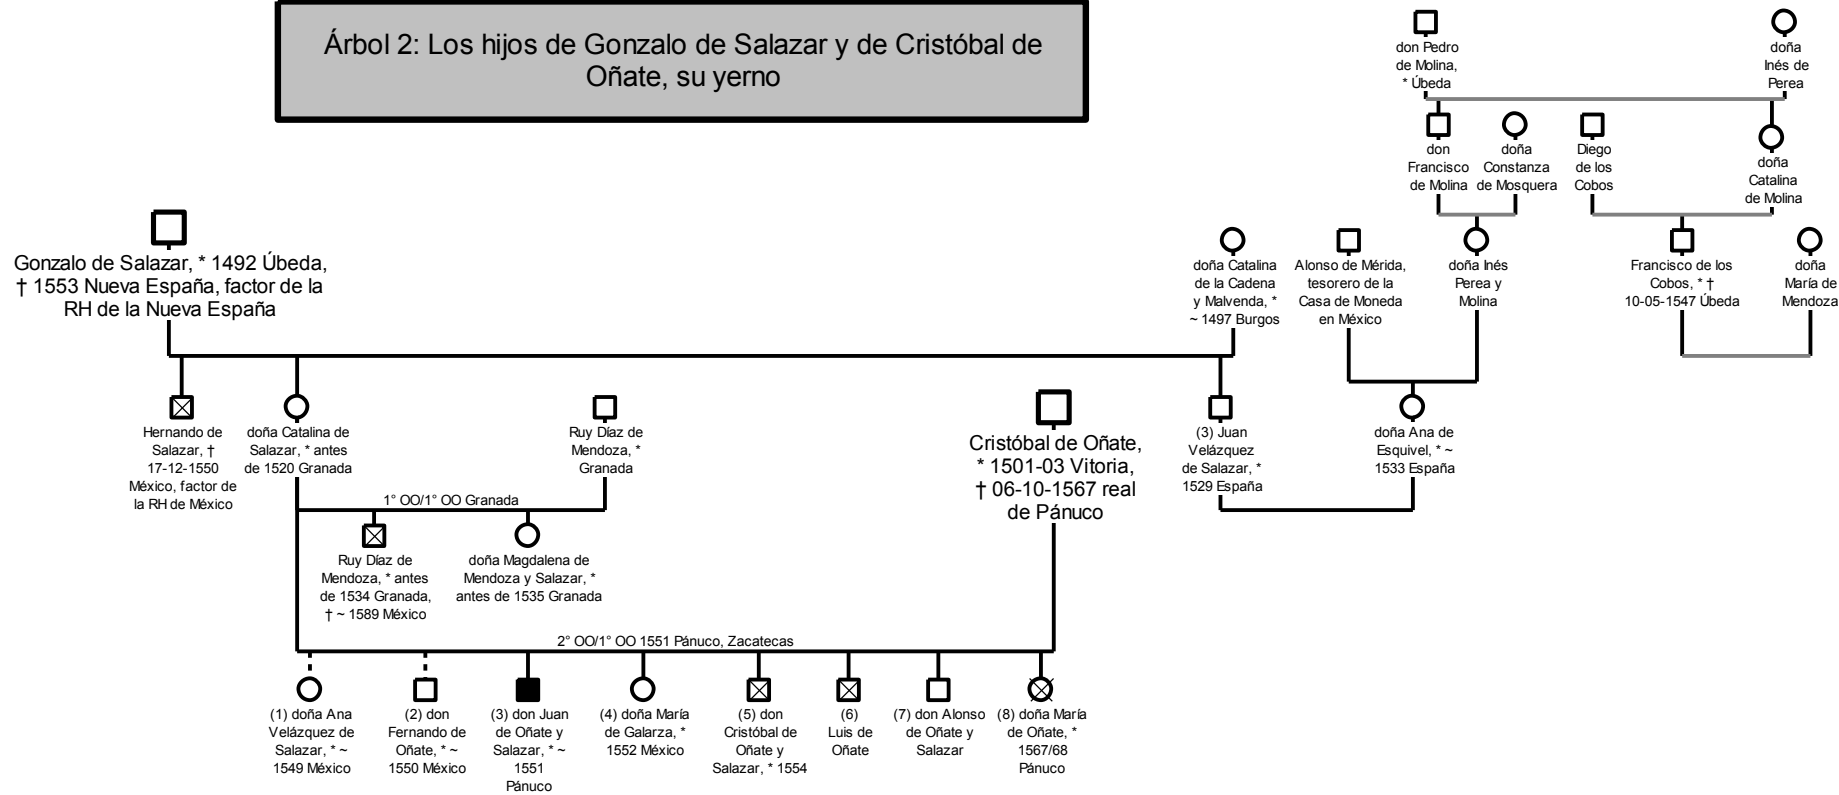 Árbol 2: Los hijos de Gonzalo de Salazar y de Cristóbal de
Oñate, su yerno
don Pedro
de Molina,
* Úbeda
doña
Inés de
Perea
don
Francisco
de Molina
doña
Constanza
de Mosquera
Diego
de los
Cobos
doña
Catalina
de Molina
Gonzalo de Salazar, * 1492 Úbeda,
† 1553 Nueva España, factor de la
RH de la Nueva España
doña Catalina
de la Cadena
y Malvenda, *
~ 1497 Burgos
Alonso de Mérida,
tesorero de la
Casa de Moneda
en México
doña Inés
Perea y
Molina
Francisco de los
Cobos, * †
10-05-1547 Úbeda
doña
María de
Mendoza
Hernando de
Salazar, †
17-12-1550
México, factor de
la RH de México
doña Catalina de
Salazar, * antes
de 1520 Granada
Ruy Díaz de
Mendoza, *
Granada
Cristóbal de Oñate,
* 1501-03 Vitoria,
† 06-10-1567 real
de Pánuco
(3) Juan
Velázquez
de Salazar, *
1529 España
doña Ana de
Esquivel, * ~
1533 España
1° OO/1° OO Granada
Ruy Díaz de
Mendoza, * antes
de 1534 Granada,
† ~ 1589 México
doña Magdalena de
Mendoza y Salazar, *
antes de 1535 Granada
2° OO/1° OO 1551 Pánuco, Zacatecas
(1) doña Ana
Velázquez de
Salazar, * ~
1549 México
(2) don
Fernando de
Oñate, * ~
1550 México
(3) don Juan
de Oñate y
Salazar, * ~
1551
Pánuco
(4) doña María
de Galarza, *
1552 México
(5) don
Cristóbal de
Oñate y
Salazar, * 1554
(6)
Luis de
Oñate
(7) don Alonso
de Oñate y
Salazar
(8) doña María
de Oñate, *
1567/68
Pánuco